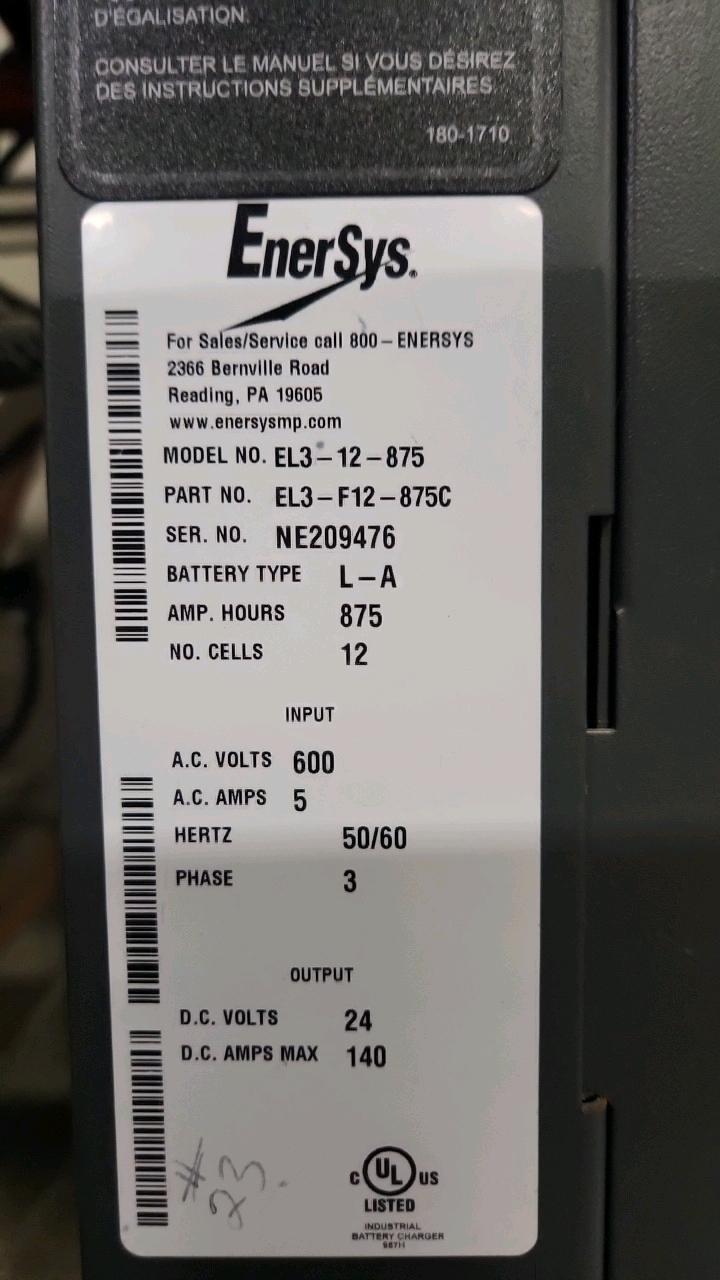 D'ÉGALISATION.
CONSULTER LE MANUEL SI VOUS DÉSIREZ
DES INSTRUCTIONS SUPPLÉMENTAIRES
180-1710
EnerSys.
For Sales/Service call 800-ENERSYS
2366 Bernville Road
Reading, PA 19605
www.enersysmp.com
MODEL NO. EL3-12-875
PART NO. EL3-F12-875C
SER. NO. NE209476
BATTERY TYPE L-A
AMP. HOURS 875
NO. CELLS 12
INPUT
A.C. VOLTS 600
A.C. AMPS 5
HERTZ 50/60
PHASE 3
OUTPUT
D.C. VOLTS 24
D.C. AMPS MAX 140
#23.
C UL US
LISTED
INDUSTRIAL
BATTERY CHARGER